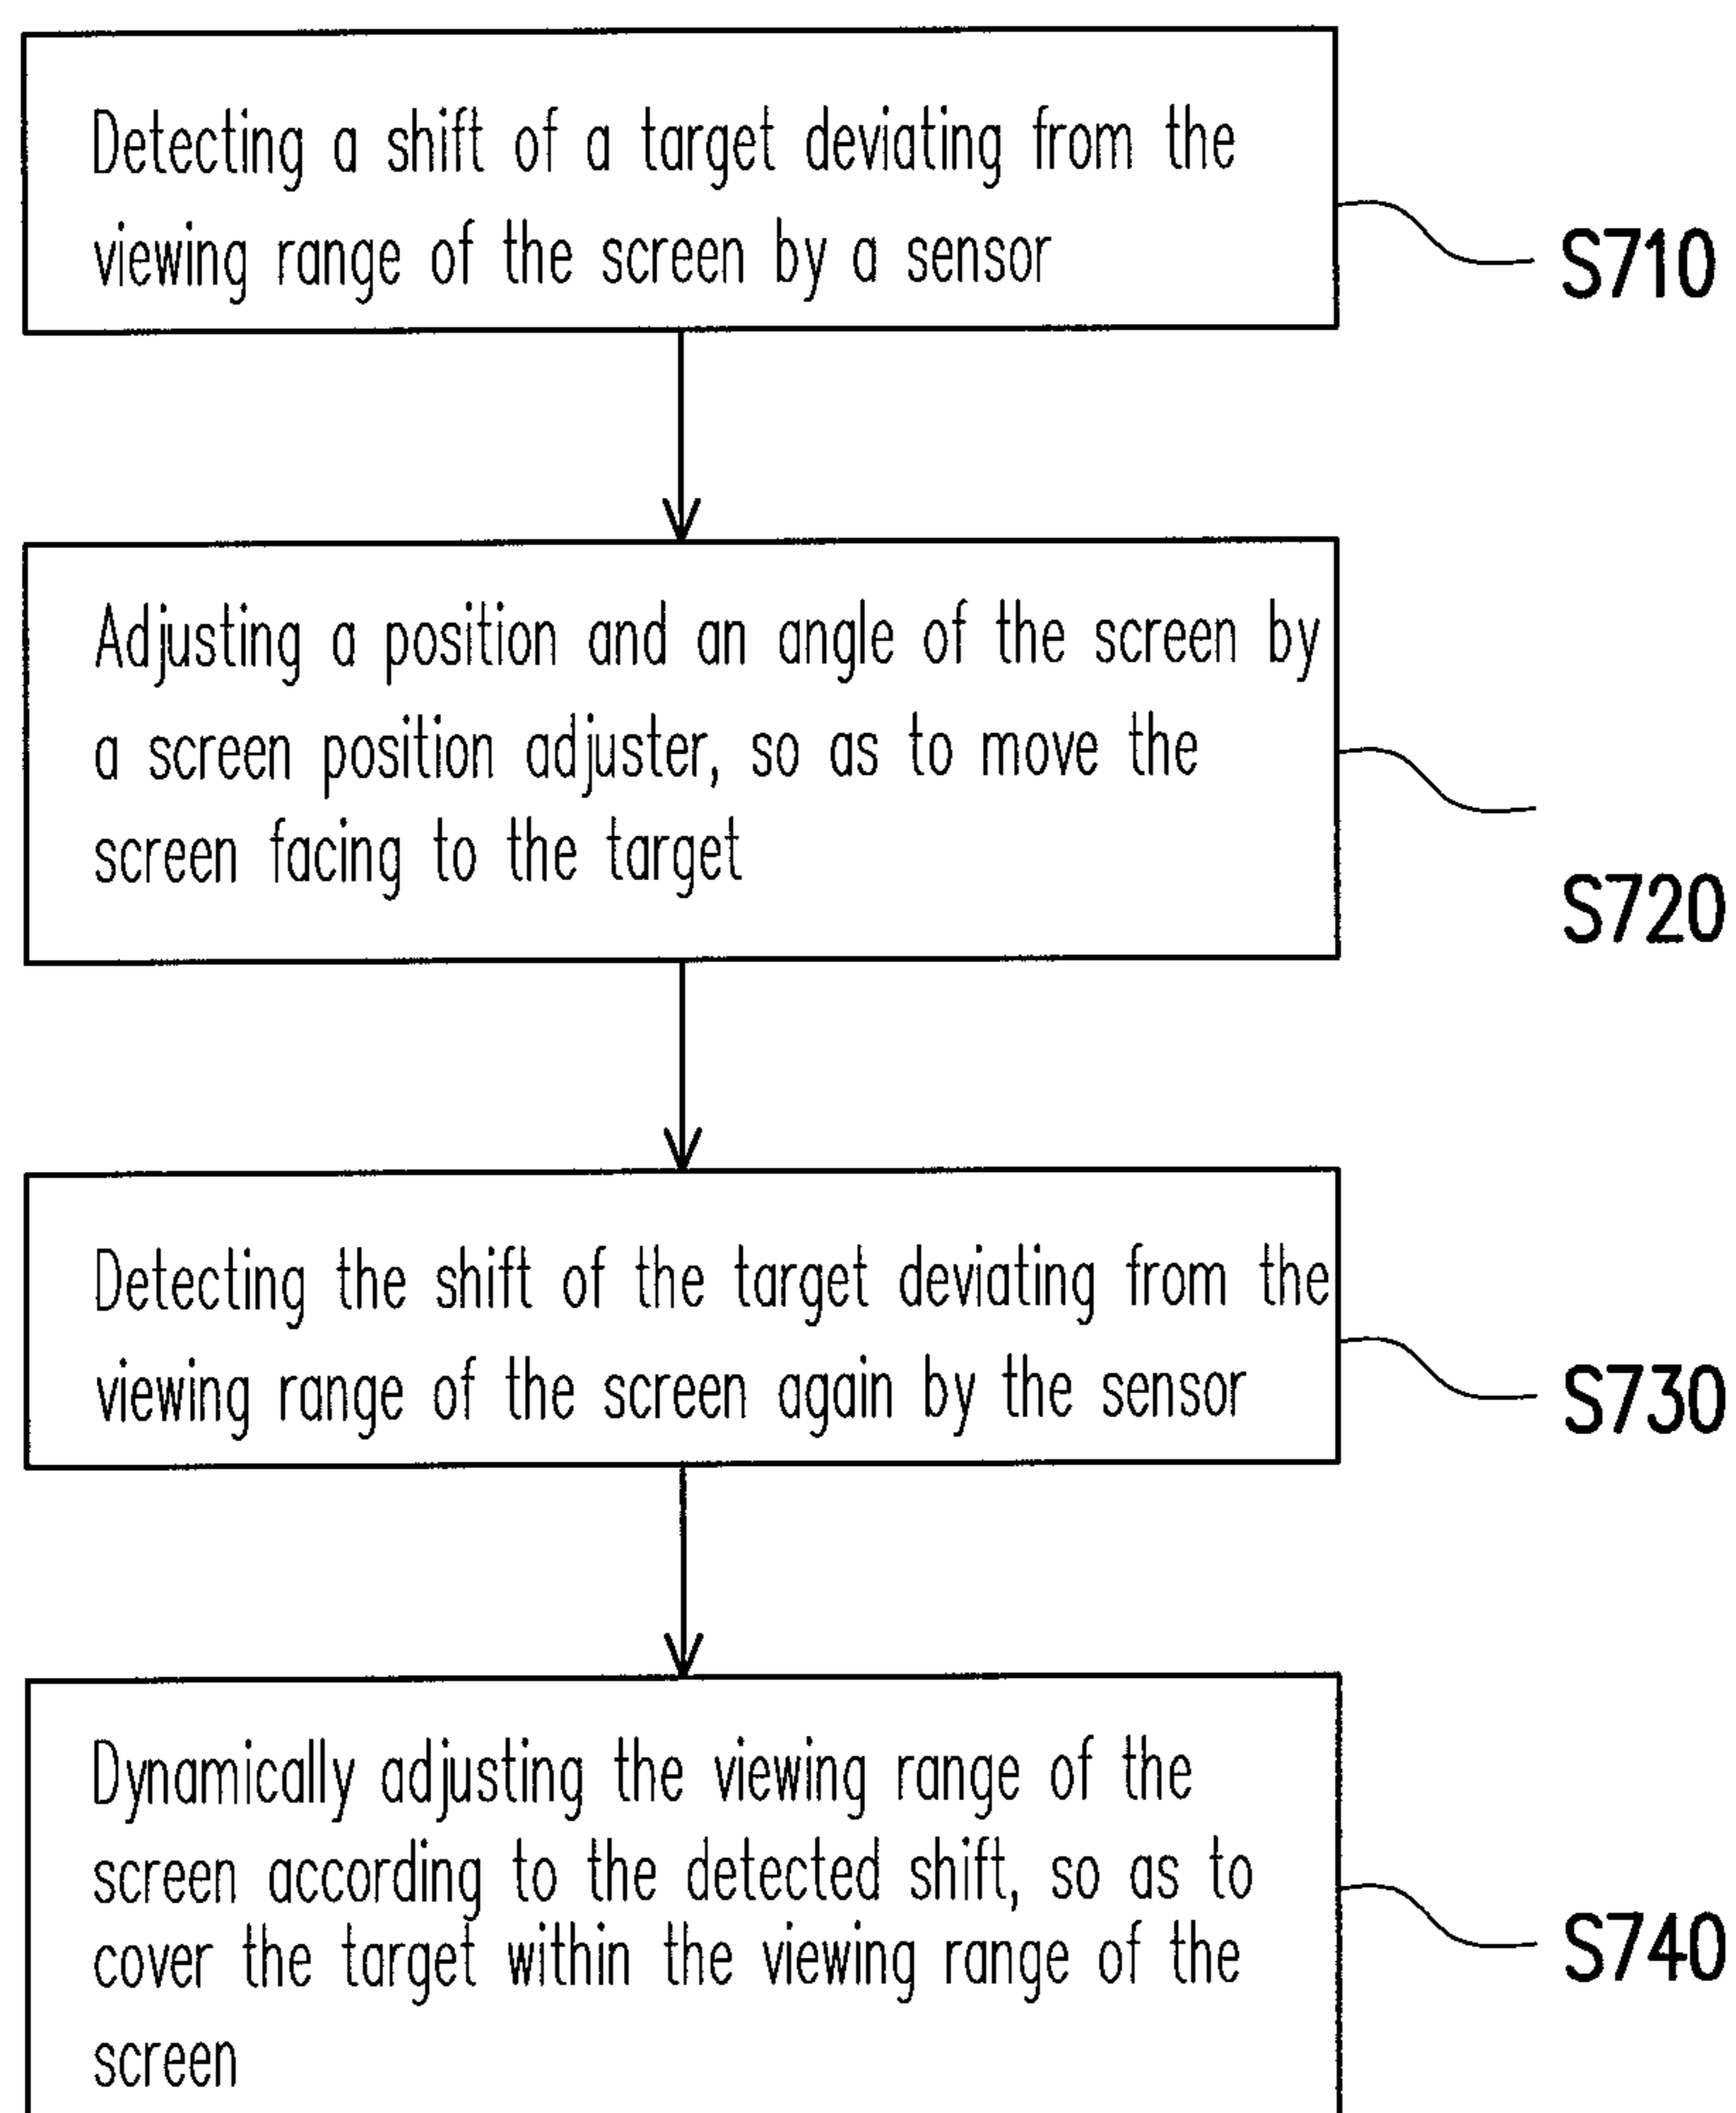 Detecting a shift of a target deviating from the
viewing range of the screen by a sensor
S710
Adjusting a position and an angle of the screen by
a screen position adjuster, so as to move the
screen facing to the target
S720
Detecting the shift of the target deviating from the
viewing range of the screen again by the sensor
S730
Dynamically adjusting the viewing range of the
screen according to the detected shift, so as to
cover the target within the viewing range of the
screen
S740